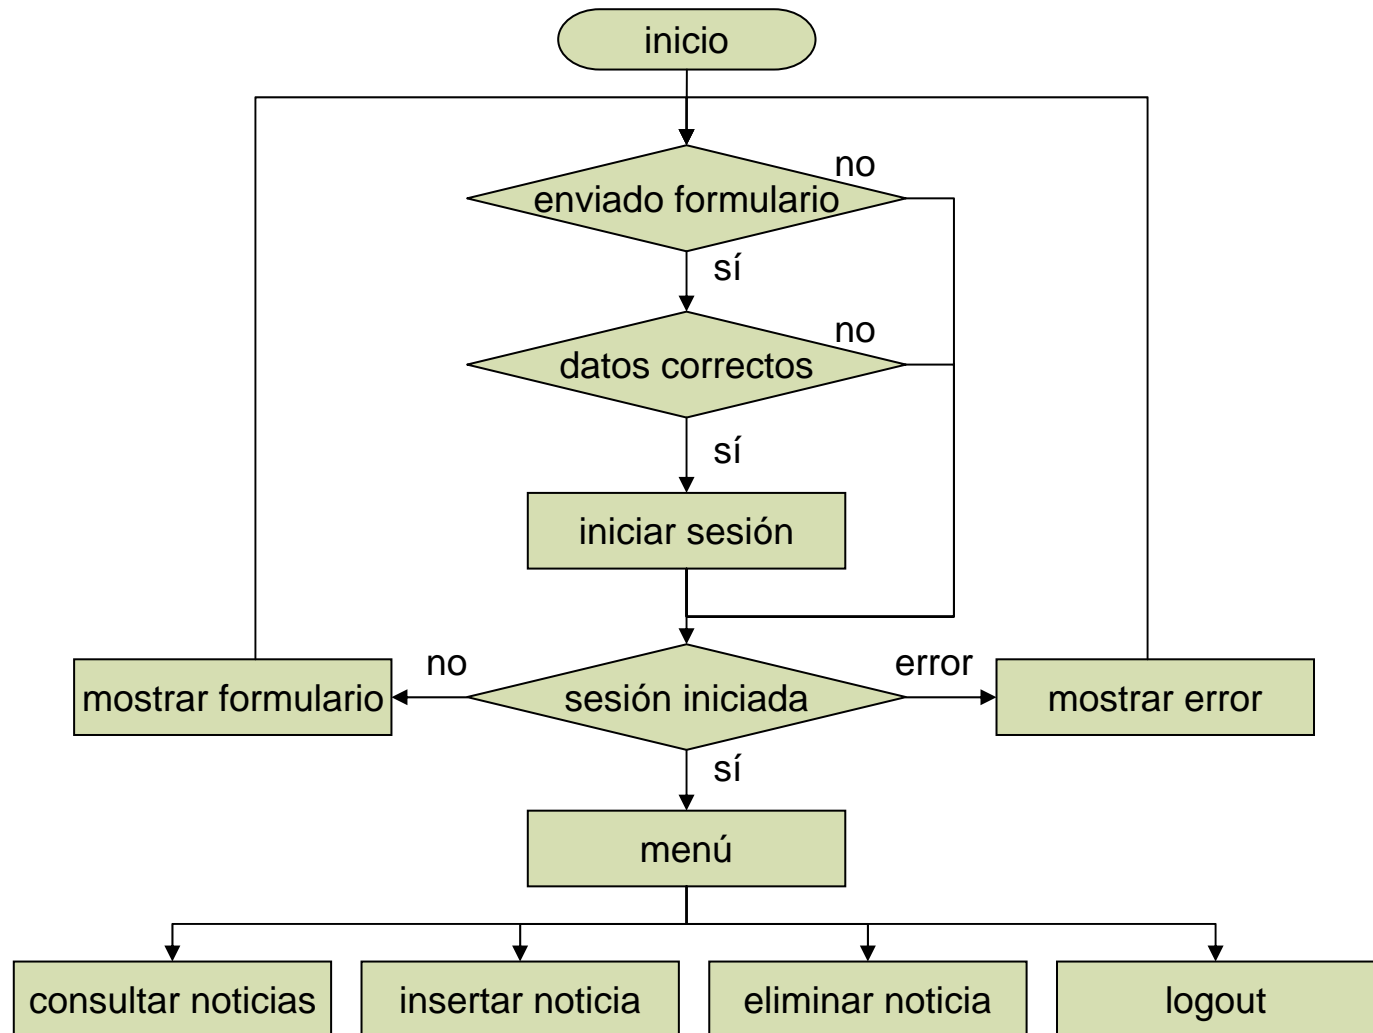 inicio
no
enviado formulario
sí
no
datos correctos
sí
iniciar sesión
no
error
mostrar formulario
sesión iniciada
mostrar error
sí
menú
consultar noticias
insertar noticia
eliminar noticia
logout